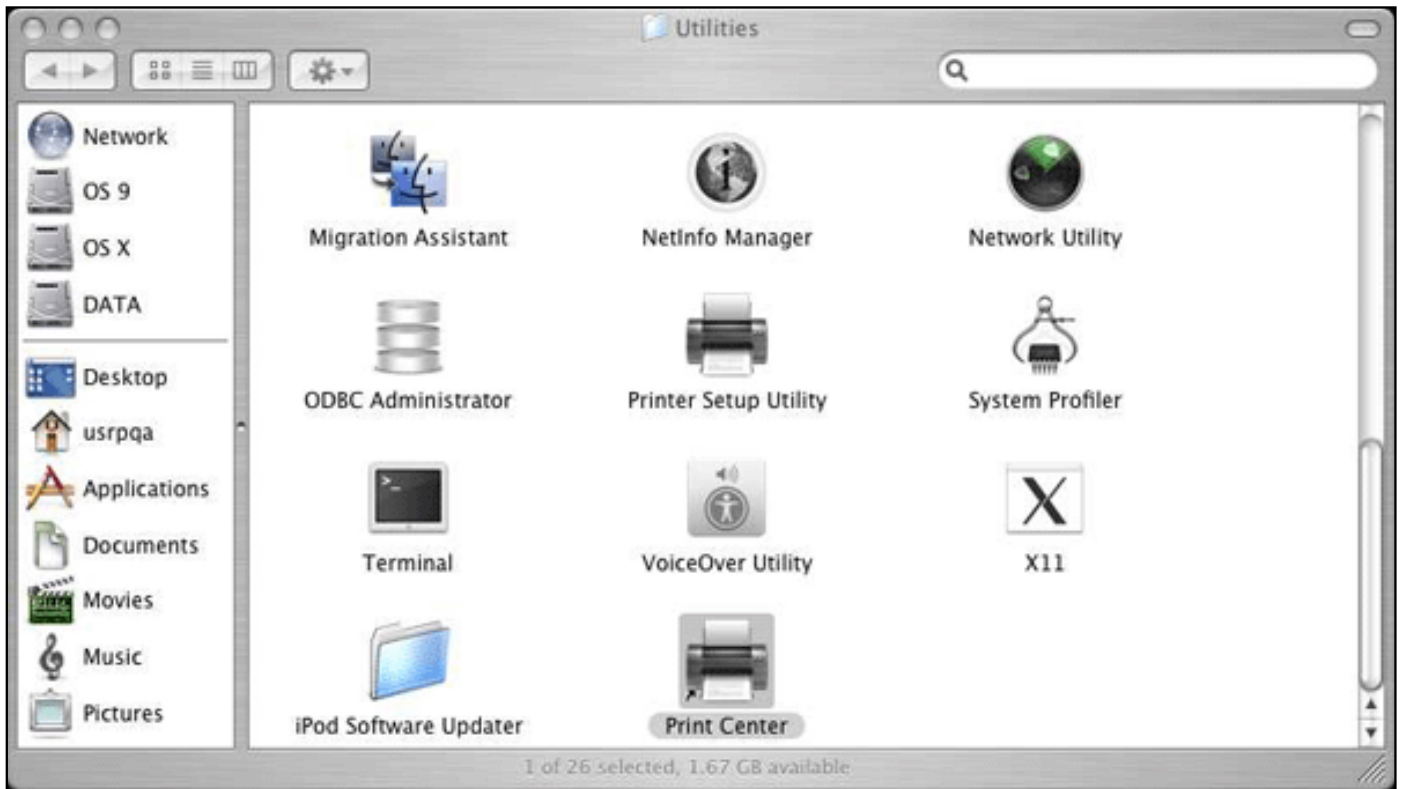 Utilities
Network
OS 9
OS X
DATA
Desktop
usrpqa
Applications
Documents
Movies
Music
Pictures
Migration Assistant
NetInfo Manager
Network Utility
ODBC Administrator
Printer Setup Utility
System Profiler
Terminal
VoiceOver Utility
X11
iPod Software Updater
Print Center
1 of 26 selected, 1.67 GB available